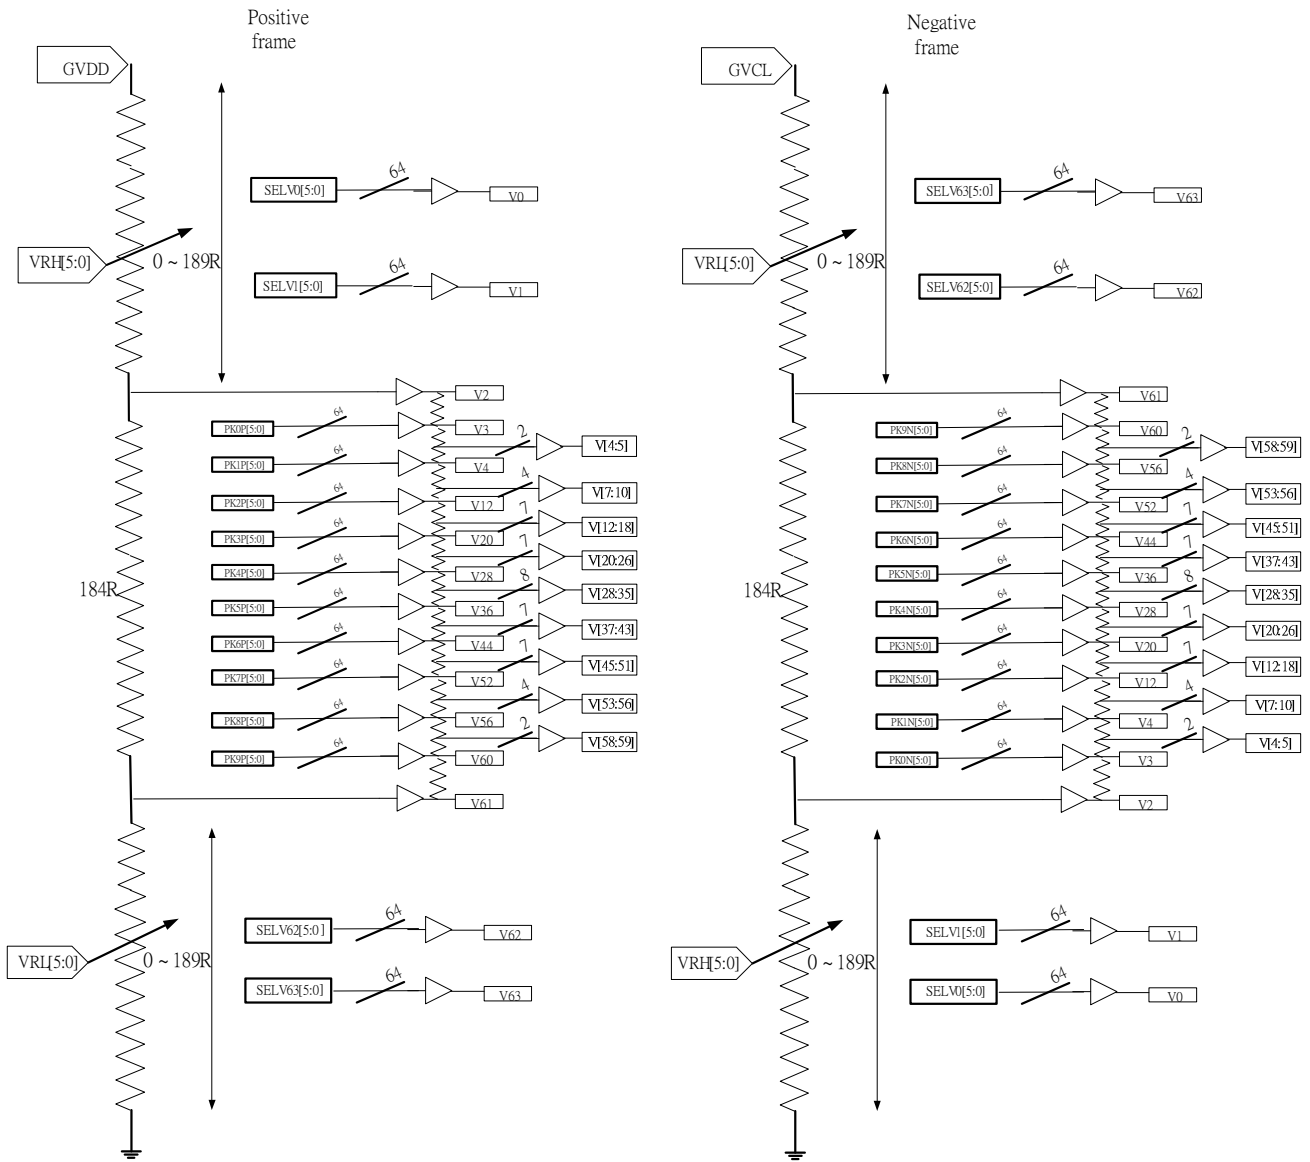 Positive
frame
GVDD
SELV0[5:0]
64
V0
VRH[5:0]
0 ~ 189R
SELV1[5:0]
64
V1
V2
PK0P[5:0]
64
V3
2
V[4:5]
PK1P[5:0]
64
V4
4
V[7:10]
PK2P[5:0]
64
V12
7
V[12:18]
PK3P[5:0]
64
V20
7
V[20:26]
184R
PK4P[5:0]
64
V28
8
V[28:35]
PK5P[5:0]
64
V36
7
V[37:43]
PK6P[5:0]
64
V44
7
V[45:51]
PK7P[5:0]
64
V52
4
V[53:56]
PK8P[5:0]
64
V56
2
V[58:59]
PK9P[5:0]
64
V60
V61
SELV62[5:0]
64
V62
VRL[5:0]
0 ~ 189R
SELV63[5:0]
64
V63
Negative
frame
GVCL
SELV63[5:0]
64
V63
VRL[5:0]
0 ~ 189R
SELV62[5:0]
64
V62
V61
PK9N[5:0]
64
V60
2
V[58:59]
PK8N[5:0]
64
V56
4
V[53:56]
PK7N[5:0]
64
V52
7
V[45:51]
PK6N[5:0]
64
V44
7
V[37:43]
184R
PK5N[5:0]
64
V36
8
V[28:35]
PK4N[5:0]
64
V28
7
V[20:26]
PK3N[5:0]
64
V20
7
V[12:18]
PK2N[5:0]
64
V12
4
V[7:10]
PK1N[5:0]
64
V4
2
V[4:5]
PK0N[5:0]
64
V3
V2
SELV1[5:0]
64
V1
VRH[5:0]
0 ~ 189R
SELV0[5:0]
64
V0